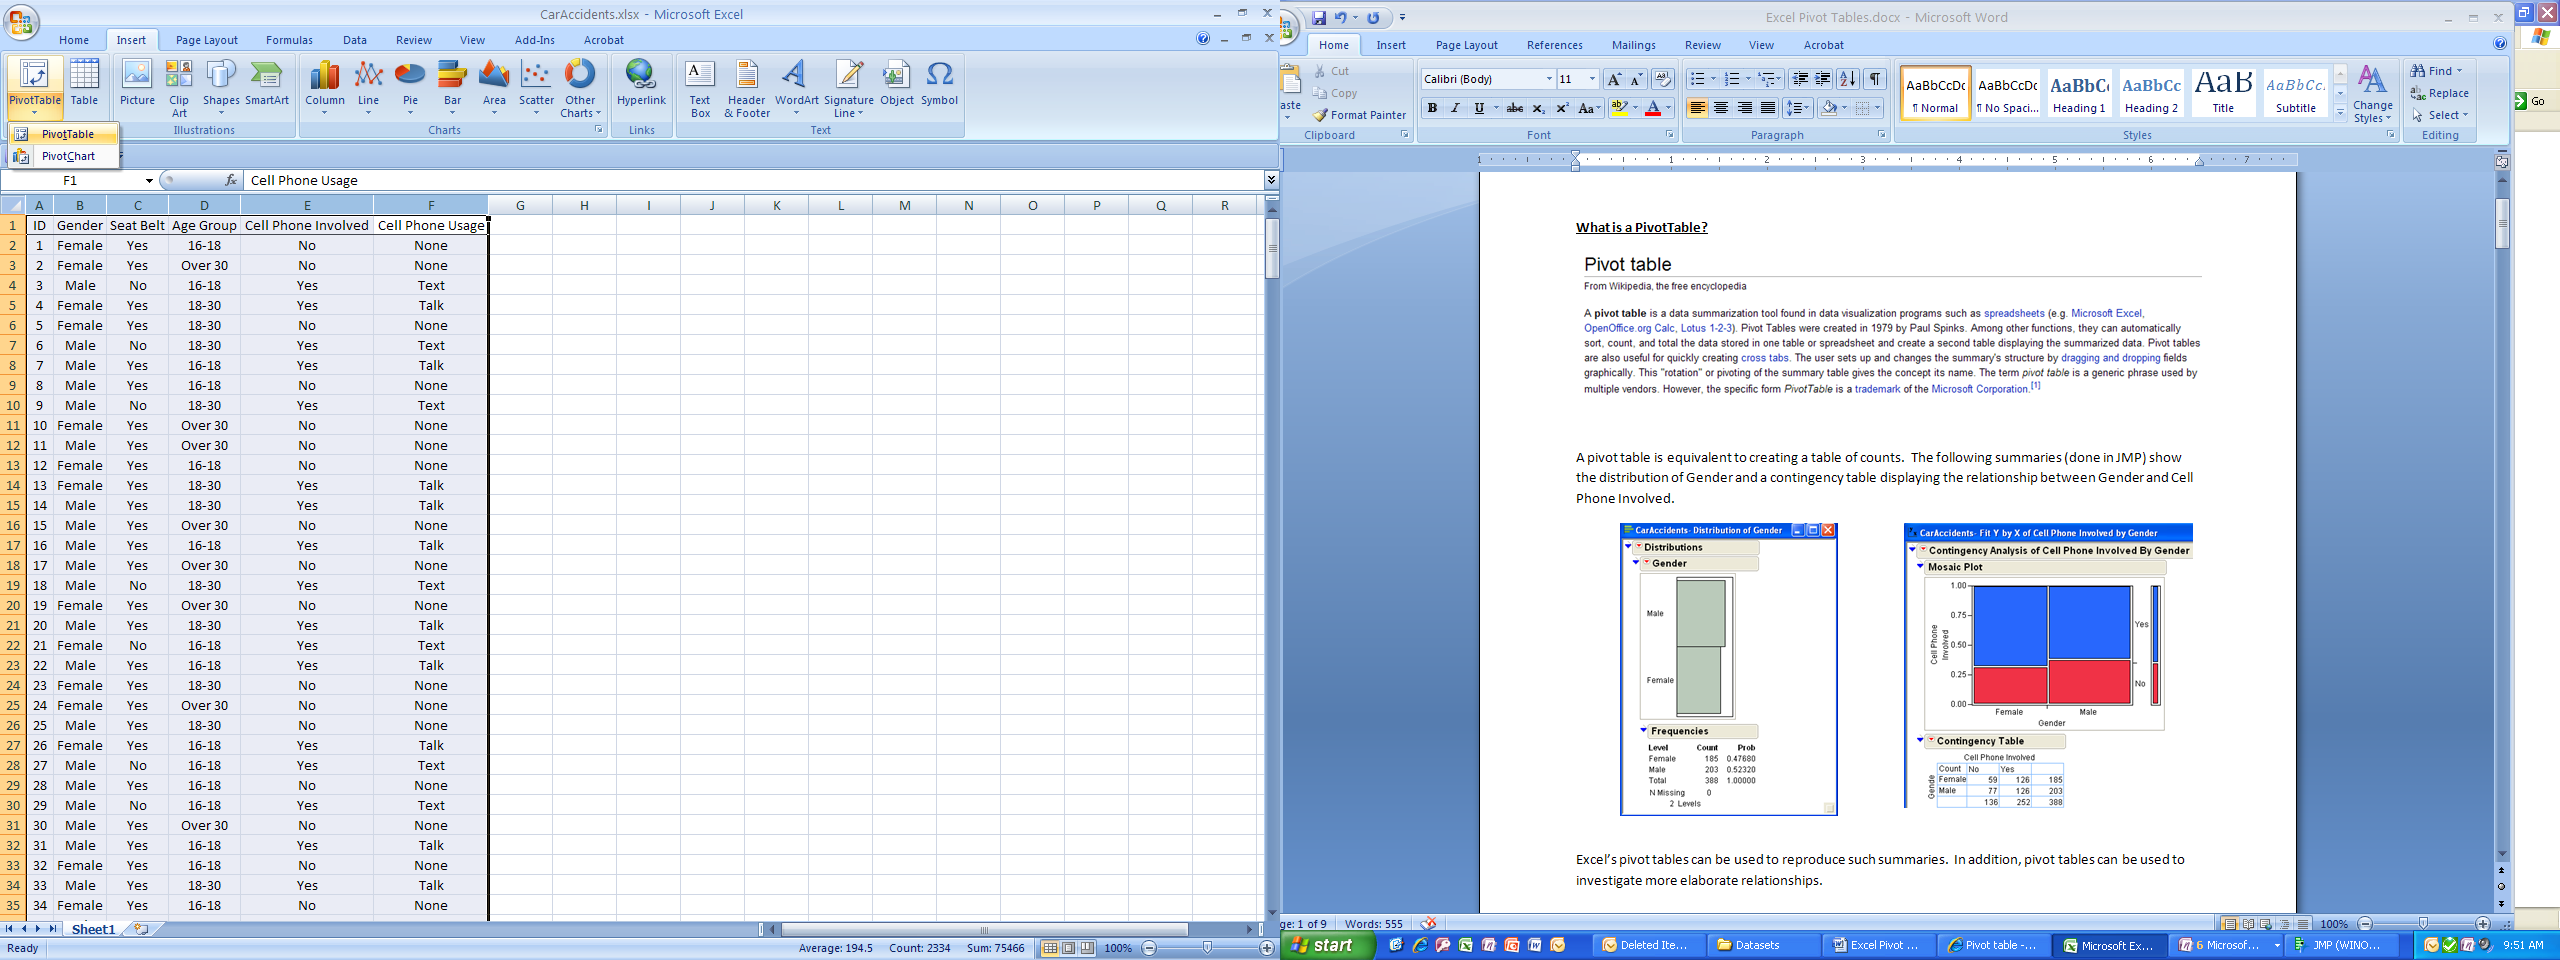 CarAccidents.xlsx - Microsoft Excel
Home Insert Page Layout Formulas Data Review View Add-Ins Acrobat
PivotTable Table Picture Clip Art Shapes SmartArt Column Line Pie Bar Area Scatter Other Charts Hyperlink Text Box Header & Footer WordArt Signature Line Object Symbol
Illustrations Charts Links Text
PivotTable
PivotChart
F1 fx Cell Phone Usage
A B C D E F G H I J K L M N O P Q R
1 ID Gender Seat Belt Age Group Cell Phone Involved Cell Phone Usage
2 1 Female Yes 16-18 No None
3 2 Female Yes Over 30 No None
4 3 Male No 16-18 Yes Text
5 4 Female Yes 18-30 Yes Talk
6 5 Female Yes 18-30 No None
7 6 Male No 18-30 Yes Text
8 7 Male Yes 16-18 Yes Talk
9 8 Male Yes 16-18 No None
10 9 Male No 18-30 Yes Text
11 10 Female Yes Over 30 No None
12 11 Male Yes Over 30 No None
13 12 Female Yes 16-18 No None
14 13 Female Yes 18-30 Yes Talk
15 14 Male Yes 18-30 Yes Talk
16 15 Male Yes Over 30 No None
17 16 Male Yes 16-18 Yes Talk
18 17 Male Yes Over 30 No None
19 18 Male No 18-30 Yes Text
20 19 Female Yes Over 30 No None
21 20 Male Yes 18-30 Yes Talk
22 21 Female No 16-18 Yes Text
23 22 Male Yes 16-18 Yes Talk
24 23 Female Yes 18-30 No None
25 24 Female Yes Over 30 No None
26 25 Male Yes 18-30 No None
27 26 Female Yes 16-18 Yes Talk
28 27 Male No 16-18 Yes Text
29 28 Male Yes 16-18 No None
30 29 Male No 16-18 Yes Text
31 30 Male Yes Over 30 No None
32 31 Male Yes 16-18 Yes Talk
33 32 Female Yes 16-18 No None
34 33 Male Yes 18-30 Yes Talk
35 34 Female Yes 16-18 No None
Sheet1
Ready Average: 194.5 Count: 2334 Sum: 75466 100%
Excel Pivot Tables.docx - Microsoft Word
Home Insert Page Layout References Mailings Review View Acrobat
aste Cut Copy Format Painter
Calibri (Body) 11
B I U abe X₂ X² Aa A
AaBbCcDc AaBbCcDc AaBbC AaBbCc AaB AaBbCc.
¶ Normal ¶ No Spaci... Heading 1 Heading 2 Title Subtitle
Change Styles
Find Replace Select
Clipboard Font Paragraph Styles Editing
Go
1 1 2 3 4 5 6 7
What is a PivotTable?
Pivot table
From Wikipedia, the free encyclopedia
A pivot table is a data summarization tool found in data visualization programs such as spreadsheets (e.g. Microsoft Excel,
OpenOffice.org Calc, Lotus 1-2-3). Pivot Tables were created in 1979 by Paul Spinks. Among other functions, they can automatically
sort, count, and total the data stored in one table or spreadsheet and create a second table displaying the summarized data. Pivot tables
are also useful for quickly creating cross tabs. The user sets up and changes the summary's structure by dragging and dropping fields
graphically. This "rotation" or pivoting of the summary table gives the concept its name. The term pivot table is a generic phrase used by
multiple vendors. However, the specific form PivotTable is a trademark of the Microsoft Corporation.[1]
A pivot table is equivalent to creating a table of counts. The following summaries (done in JMP) show
the distribution of Gender and a contingency table displaying the relationship between Gender and Cell
Phone Involved.
CarAccidents- Distribution of Gender
Distributions
Gender
Male
Female
Frequencies
Level Count Prob
Female 185 0.47680
Male 203 0.52320
Total 388 1.00000
N Missing 0
2 Levels
CarAccidents- Fit Y by X of Cell Phone Involved by Gender
Contingency Analysis of Cell Phone Involved By Gender
Mosaic Plot
Cell Phone Involved
1.00
0.75
0.50
0.25
0.00
Yes
No
Female Male
Gender
Contingency Table
Cell Phone Involved
Gender
Count No Yes
Female 59 126 185
Male 77 126 203
136 252 388
Excel's pivot tables can be used to reproduce such summaries. In addition, pivot tables can be used to
investigate more elaborate relationships.
ge: 1 of 9 Words: 555 100%
start Deleted Ite... Datasets Excel Pivot ... Pivot table -... Microsoft Ex... 6 Microsof... JMP (WINO... 9:51 AM